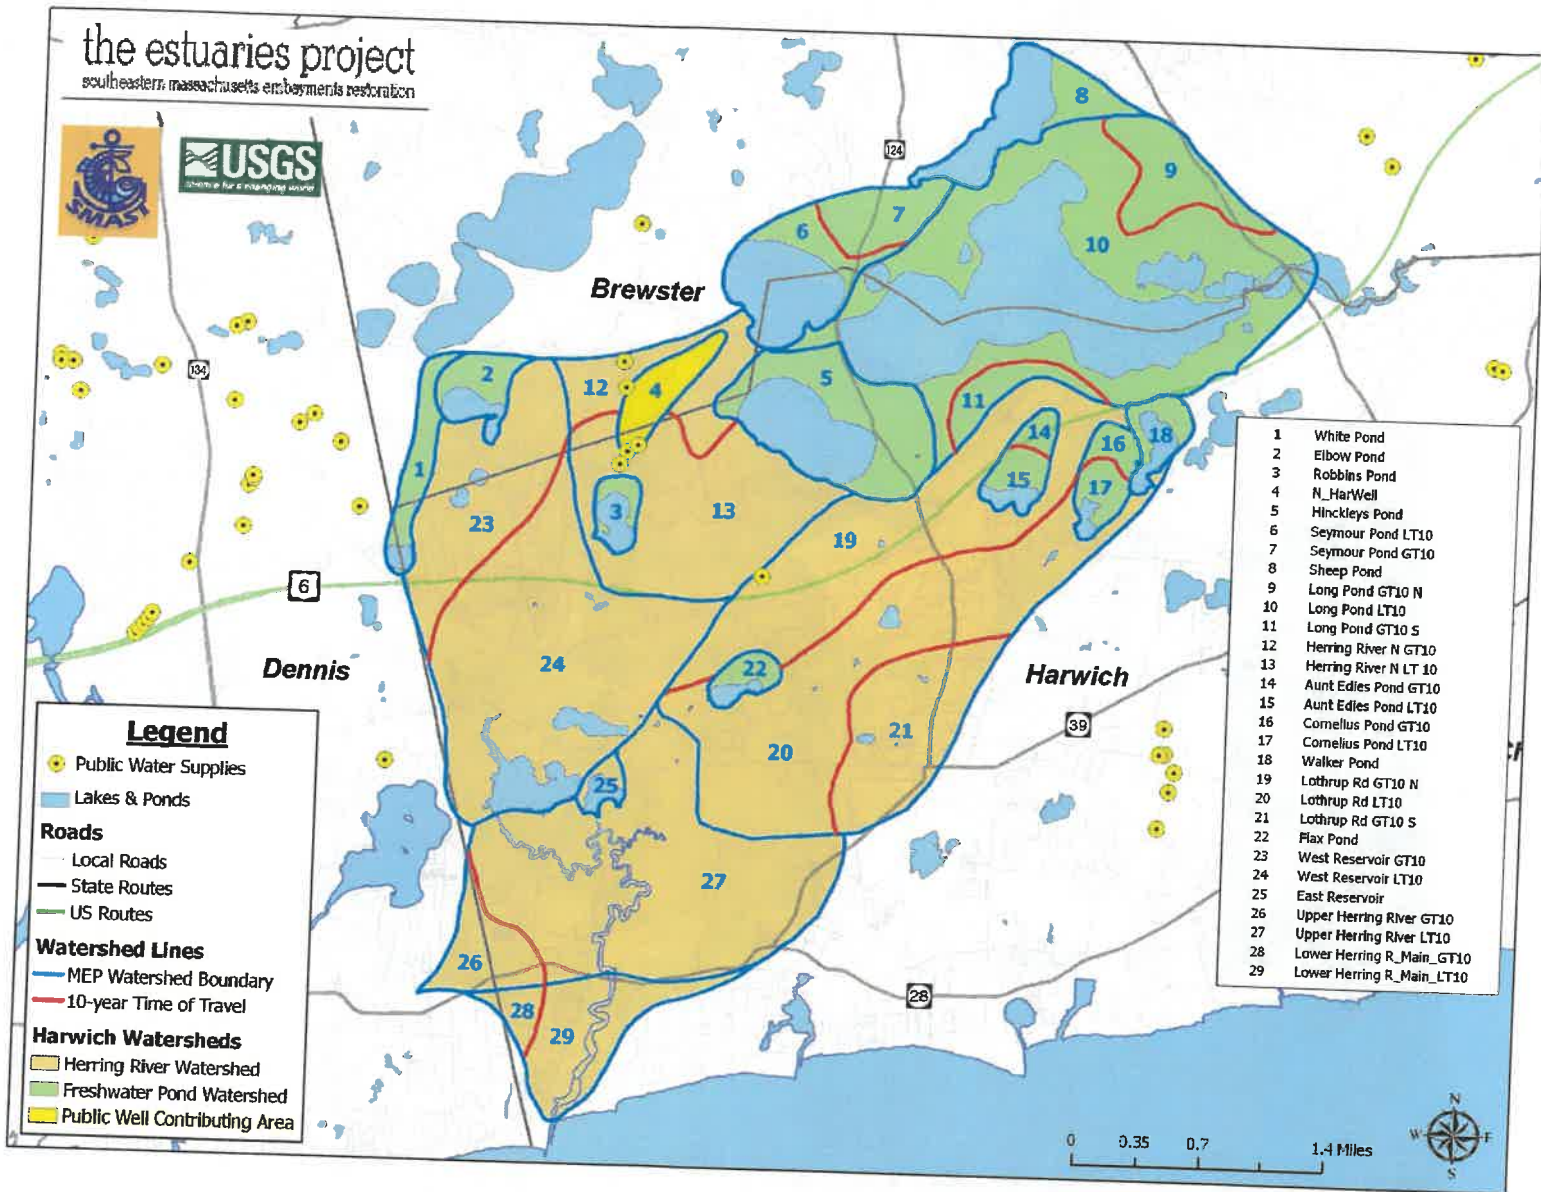 the estuaries project
southeastern massachusetts embayments restoration
SMAST
USGS
science for a changing world
124
134
6
39
28
Brewster
Dennis
Harwich
1
2
3
4
5
6
7
8
9
10
11
12
13
14
15
16
17
18
19
20
21
22
23
24
25
26
27
28
29
1 White Pond
2 Elbow Pond
3 Robbins Pond
4 N_HarWell
5 Hinckleys Pond
6 Seymour Pond LT10
7 Seymour Pond GT10
8 Sheep Pond
9 Long Pond GT10 N
10 Long Pond LT10
11 Long Pond GT10 S
12 Herring River N GT10
13 Herring River N LT 10
14 Aunt Edies Pond GT10
15 Aunt Edies Pond LT10
16 Cornelius Pond GT10
17 Cornelius Pond LT10
18 Walker Pond
19 Lothrup Rd GT10 N
20 Lothrup Rd LT10
21 Lothrup Rd GT10 S
22 Flax Pond
23 West Reservoir GT10
24 West Reservoir LT10
25 East Reservoir
26 Upper Herring River GT10
27 Upper Herring River LT10
28 Lower Herring R_Main_GT10
29 Lower Herring R_Main_LT10
Legend
Public Water Supplies
Lakes & Ponds
Roads
Local Roads
State Routes
US Routes
Watershed Lines
MEP Watershed Boundary
10-year Time of Travel
Harwich Watersheds
Herring River Watershed
Freshwater Pond Watershed
Public Well Contributing Area
0 0.35 0.7 1.4 Miles
N
W E
S